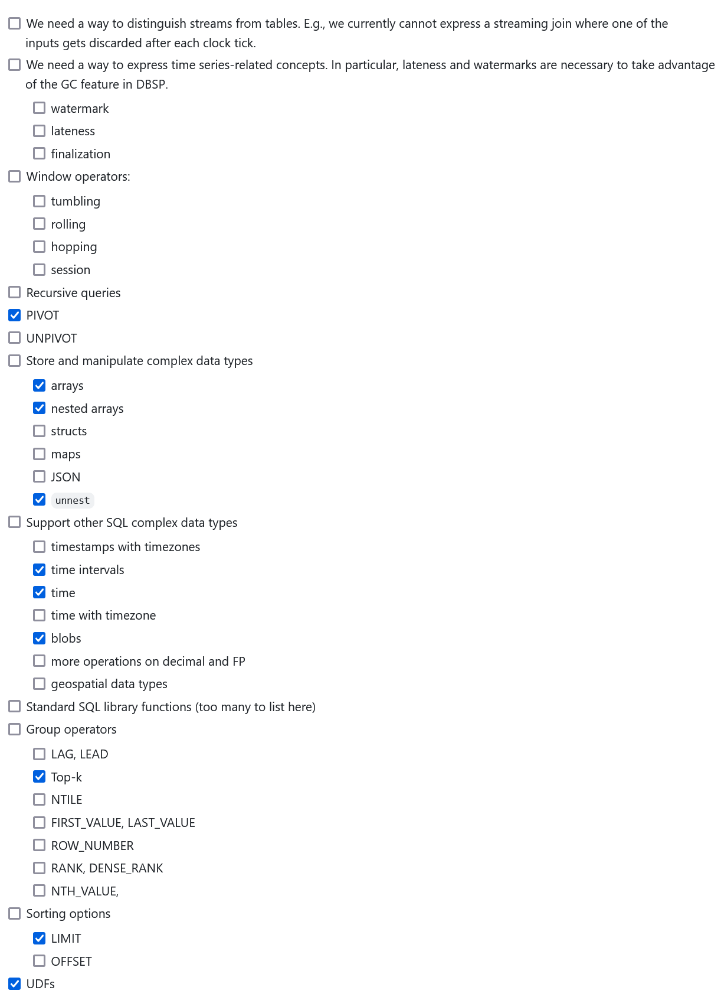 We need a way to distinguish streams from tables. E.g., we currently cannot express a streaming join where one of the
inputs gets discarded after each clock tick.
We need a way to express time series-related concepts. In particular, lateness and watermarks are necessary to take advantage
of the GC feature in DBSP.
watermark
lateness
finalization
Window operators:
tumbling
rolling
hopping
session
Recursive queries
PIVOT
UNPIVOT
Store and manipulate complex data types
arrays
nested arrays
structs
maps
JSON
unnest
Support other SQL complex data types
timestamps with timezones
time intervals
time
time with timezone
blobs
more operations on decimal and FP
geospatial data types
Standard SQL library functions (too many to list here)
Group operators
LAG, LEAD
Top-k
NTILE
FIRST_VALUE, LAST_VALUE
ROW_NUMBER
RANK, DENSE_RANK
NTH_VALUE,
Sorting options
LIMIT
OFFSET
UDFs